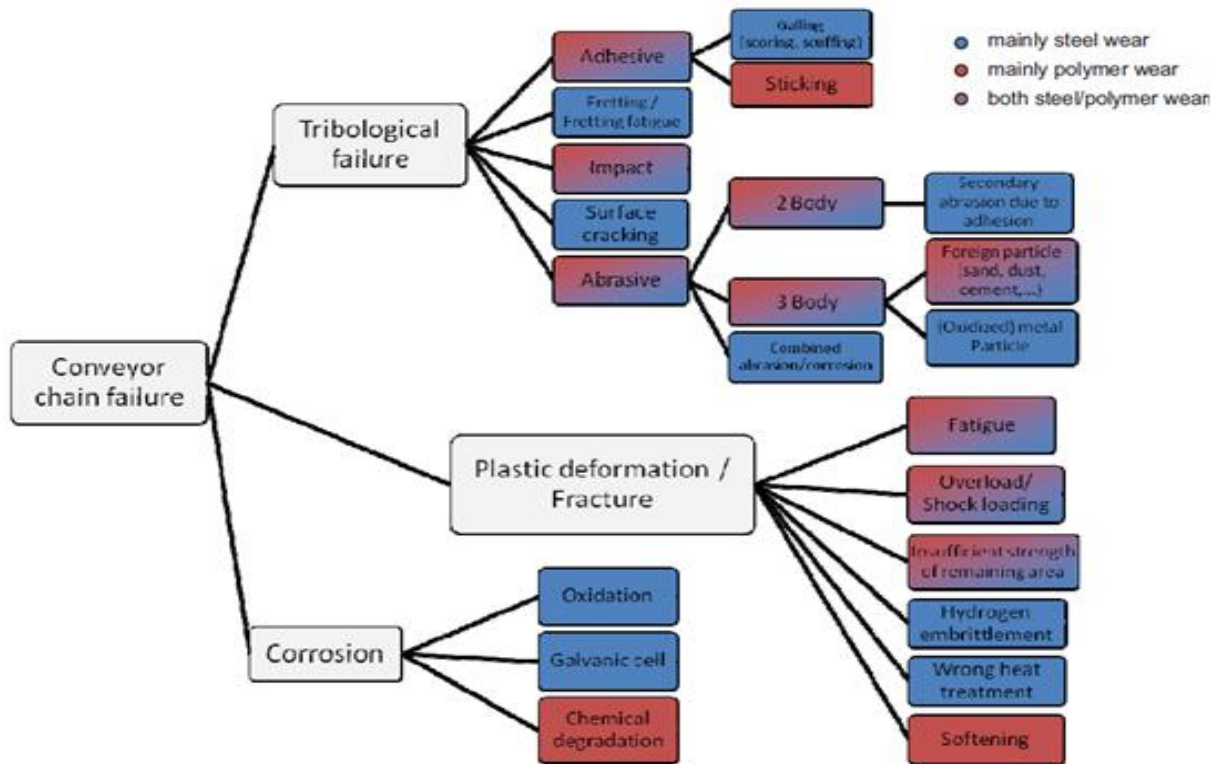 Galling
(scoring, scuffing)
Adhesive
Sticking
mainly steel wear
mainly polymer wear
both steel/polymer wear
Fretting /
Fretting fatigue
Tribological
failure
Impact
Surface
cracking
Abrasive
2 Body
Secondary
abrasion due to
adhesion
3 Body
Foreign particle
(sand, dust,
cement,...)
(Oxidized) metal
Particle
Combined
abrasion/corrosion
Conveyor
chain failure
Plastic deformation /
Fracture
Fatigue
Overload/
Shock loading
Insufficient strength
of remaining area
Hydrogen
embrittlement
Wrong heat
treatment
Softening
Corrosion
Oxidation
Galvanic cell
Chemical
degradation